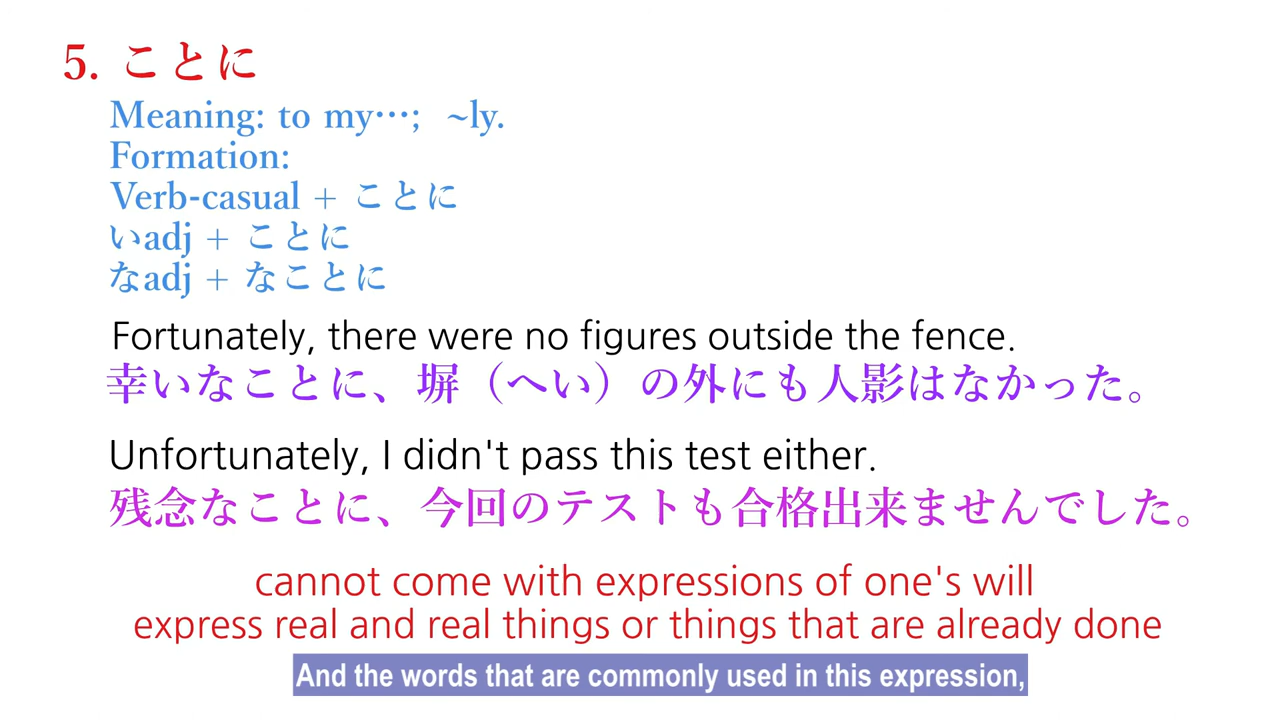 5. ことに
Meaning: to my⋯; ~ly.
Formation:
Verb-casual + ことに
いadj + ことに
なadj + なことに
Fortunately, there were no figures outside the fence.
幸いなことに、塀（へい）の外にも人影はなかった。
Unfortunately, I didn't pass this test either.
残念なことに、今回のテストも合格出来ませんでした。
cannot come with expressions of one's will
express real and real things or things that are already done
And the words that are commonly used in this expression,